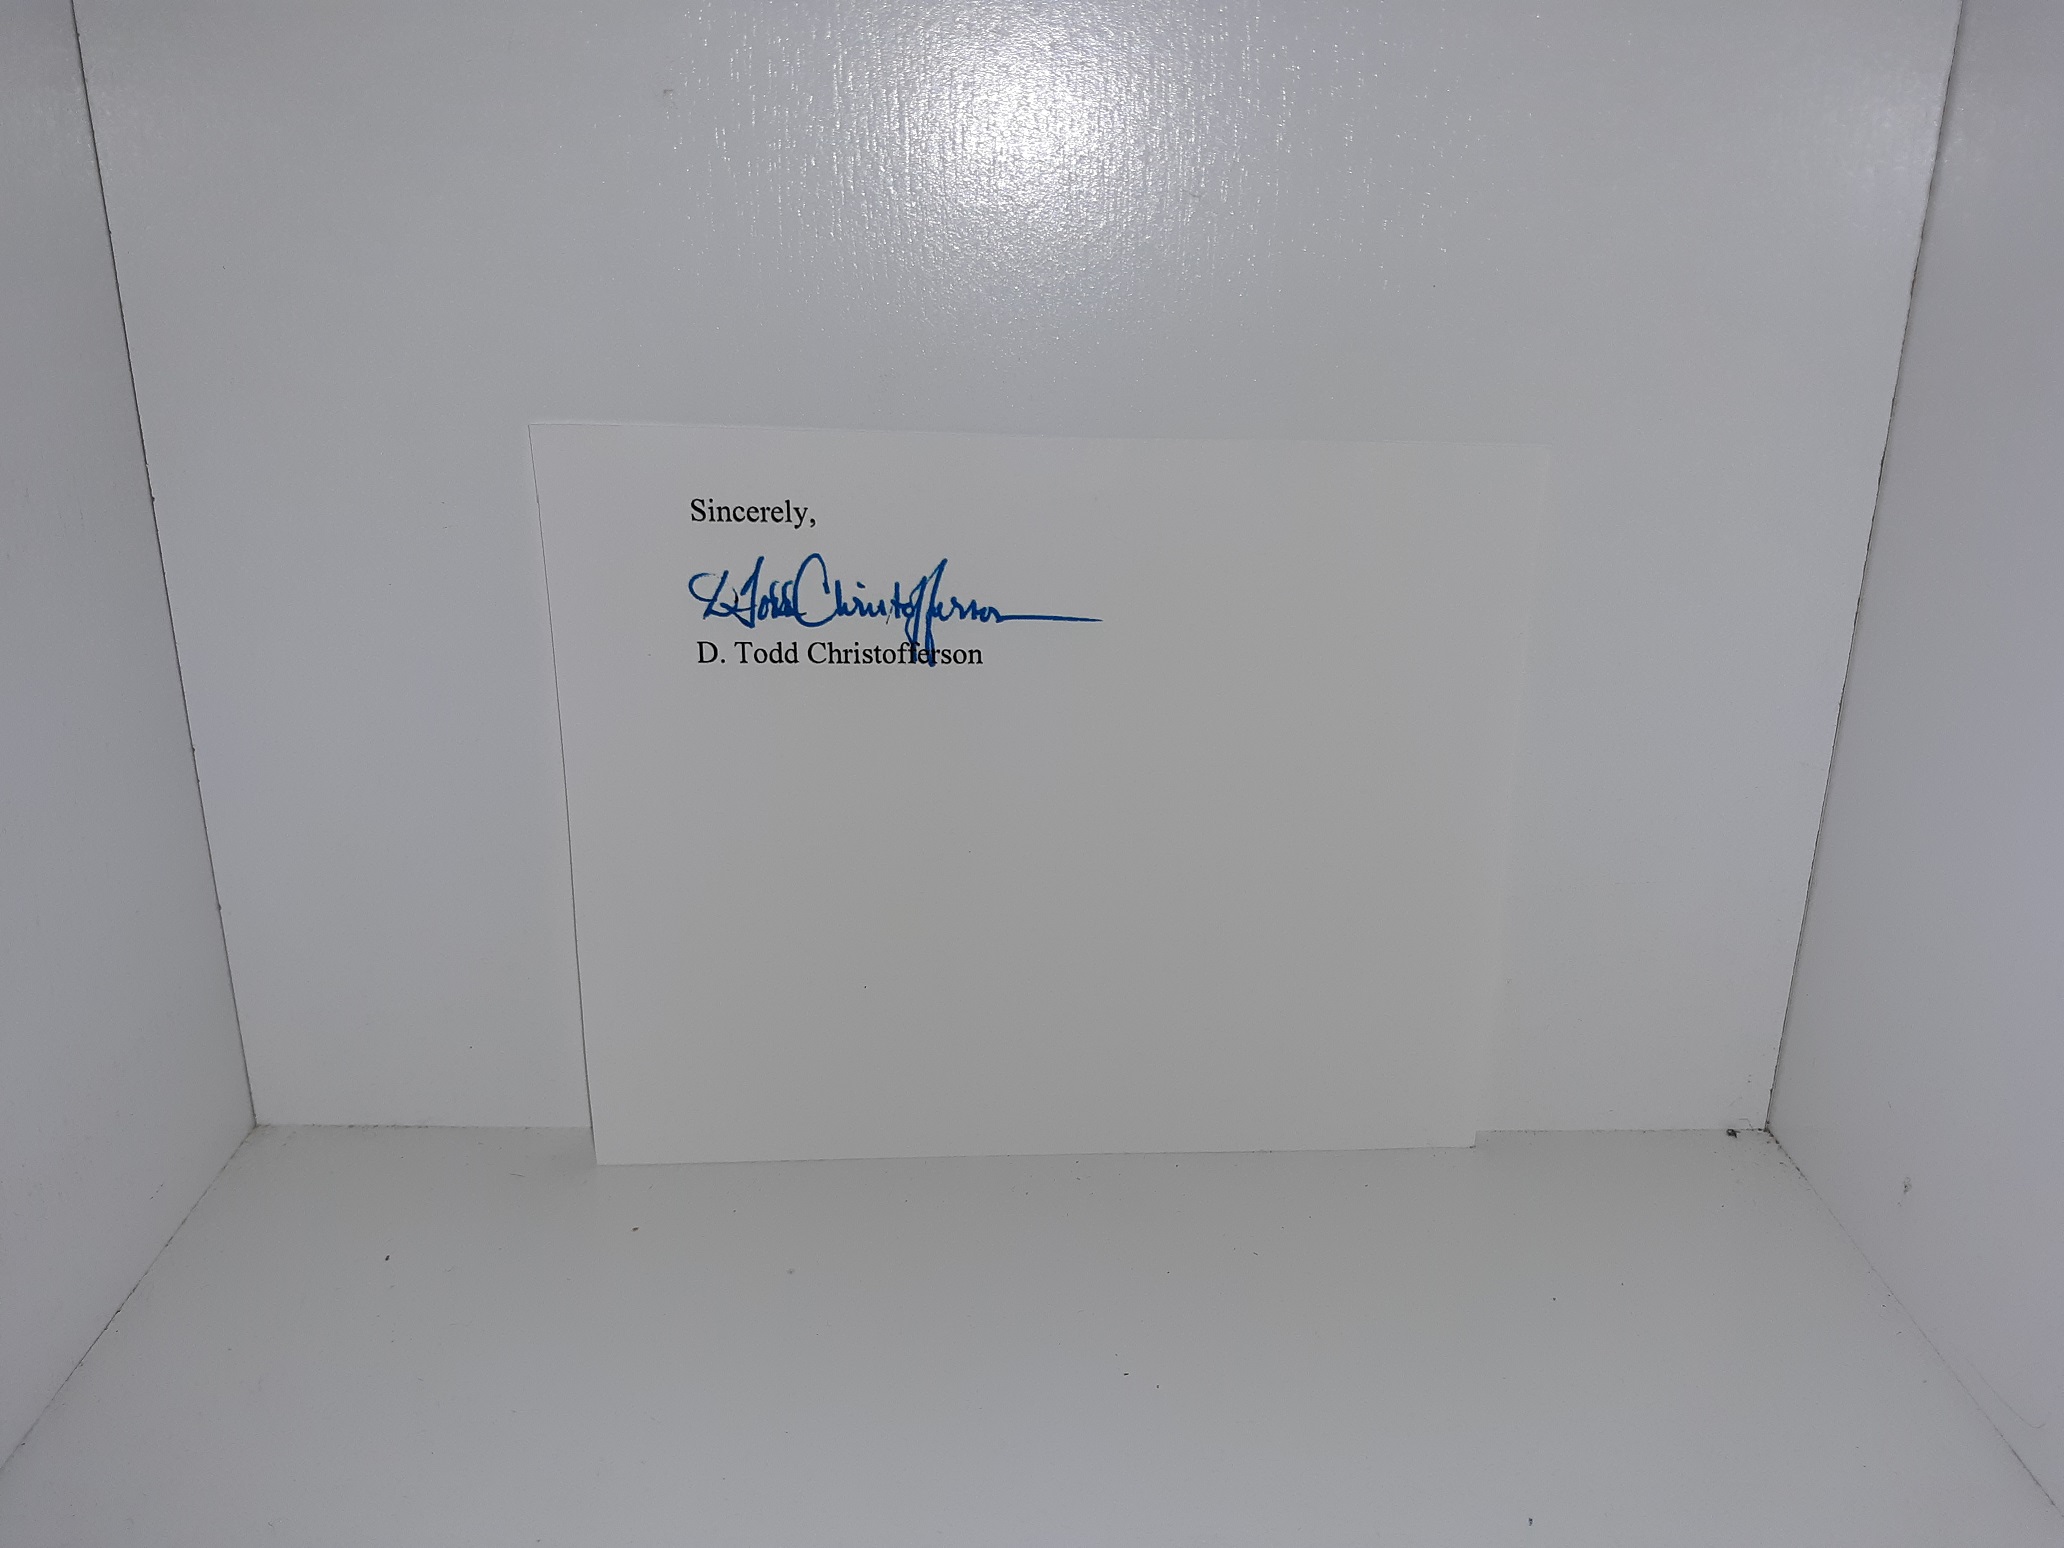 Sincerely,
D Todd Christofferson
D. Todd Christofferson